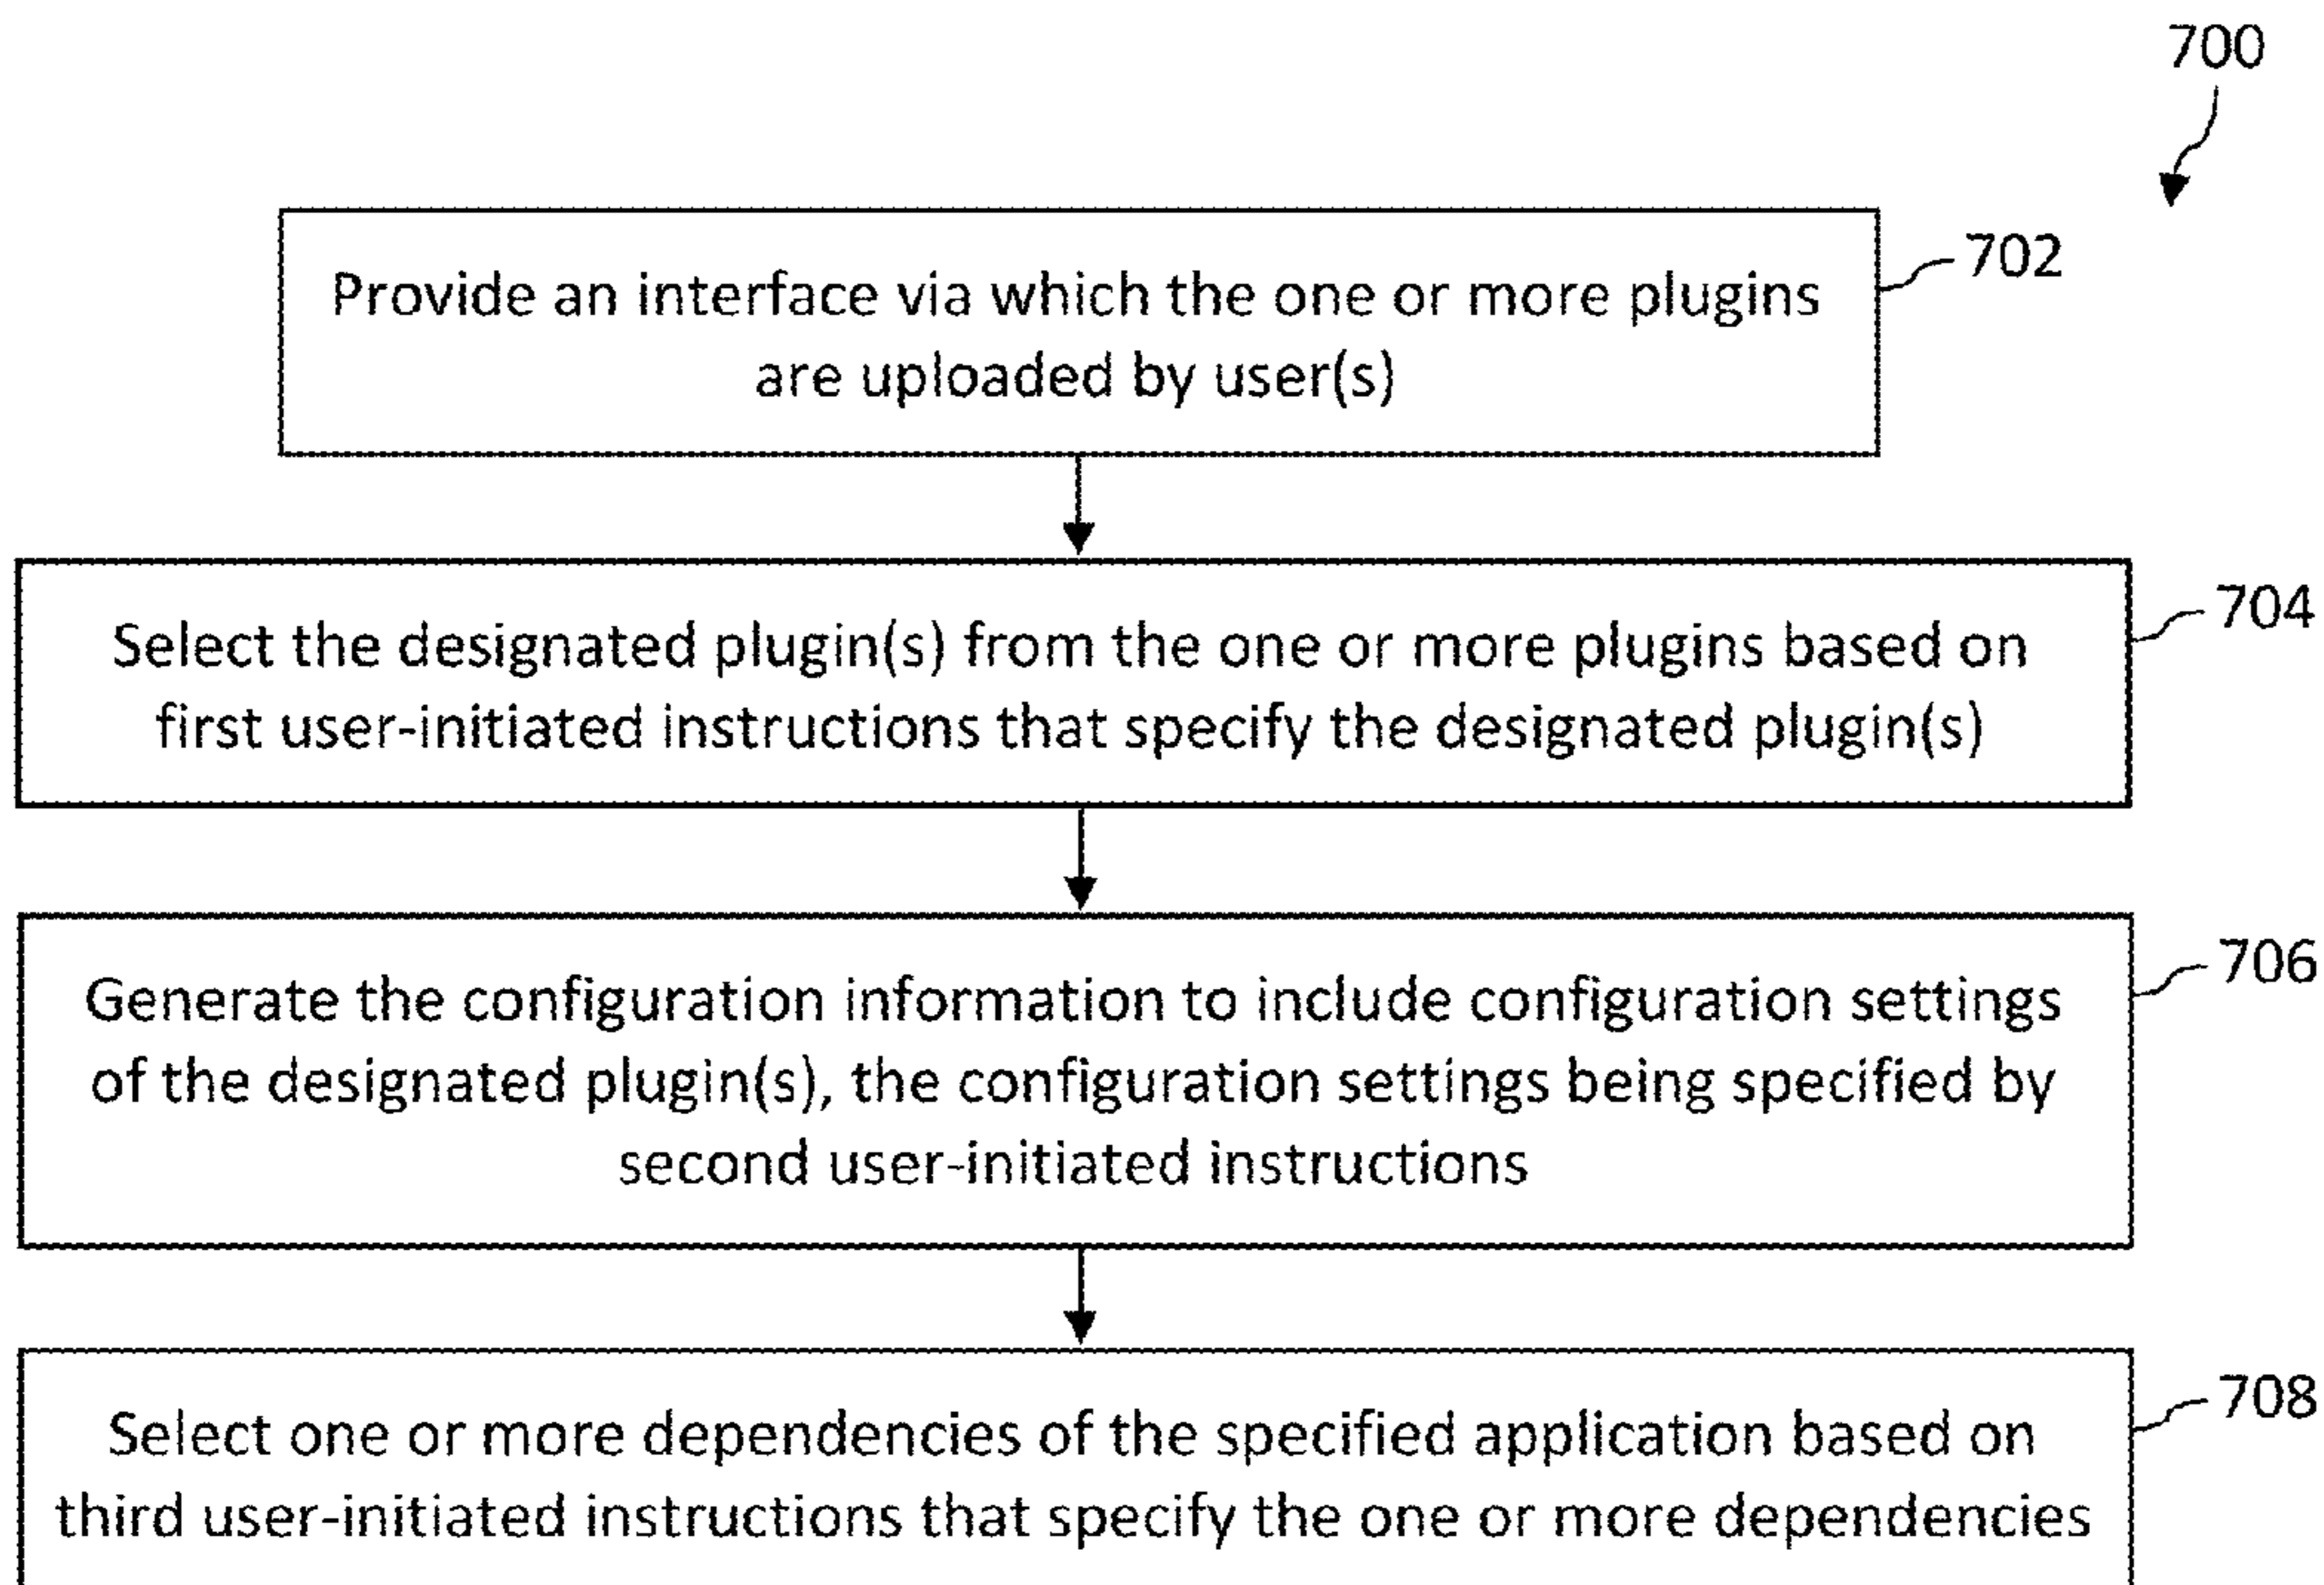 700
702
Provide an interface via which the one or more plugins
are uploaded by user(s)
704
Select the designated plugin(s) from the one or more plugins based on
first user-initiated instructions that specify the designated plugin(s)
706
Generate the configuration information to include configuration settings
of the designated plugin(s), the configuration settings being specified by
second user-initiated instructions
708
Select one or more dependencies of the specified application based on
third user-initiated instructions that specify the one or more dependencies